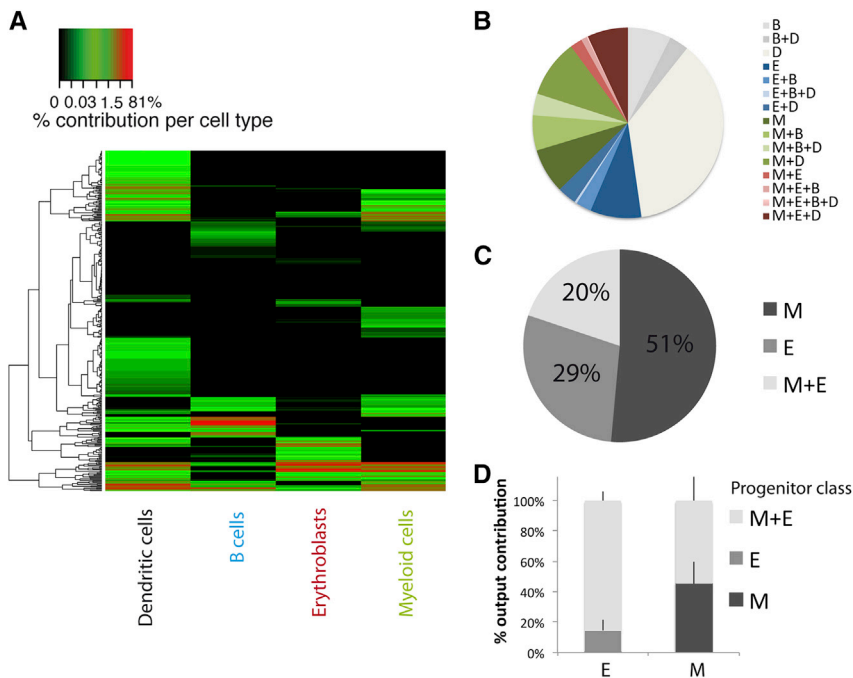 A
0 0.03 1.5 81%
% contribution per cell type
Dendritic cells
B cells
Erythroblasts
Myeloid cells
B
B
B+D
D
E
E+B
E+B+D
E+D
M
M+B
M+B+D
M+D
M+E
M+E+B
M+E+B+D
M+E+D
C
20%
51%
29%
M
E
M+E
D
% output contribution
100%
80%
60%
40%
20%
0%
E
M
Progenitor class
M+E
E
M